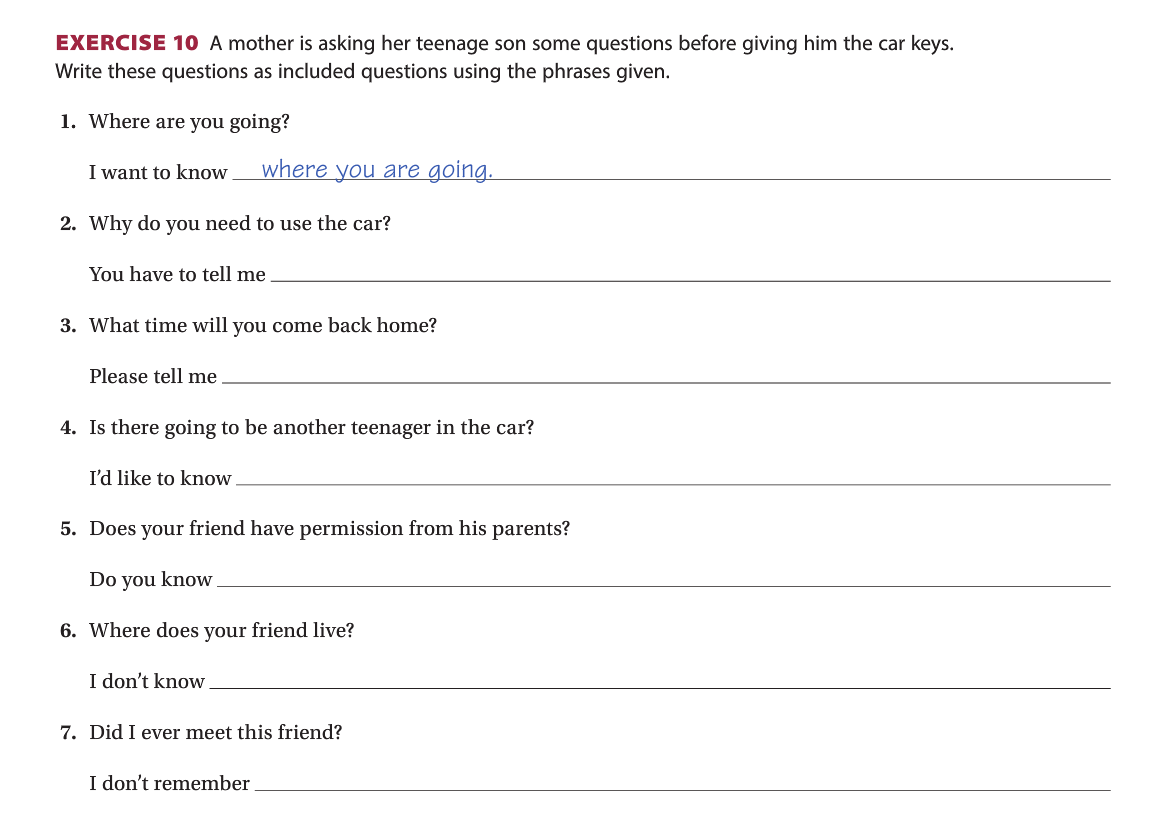 EXERCISE 10 A mother is asking her teenage son some questions before giving him the car keys.
Write these questions as included questions using the phrases given.
1. Where are you going?
I want to know where you are going.
2. Why do you need to use the car?
You have to tell me
3. What time will you come back home?
Please tell me
4. Is there going to be another teenager in the car?
I’d like to know
5. Does your friend have permission from his parents?
Do you know
6. Where does your friend live?
I don’t know
7. Did I ever meet this friend?
I don’t remember